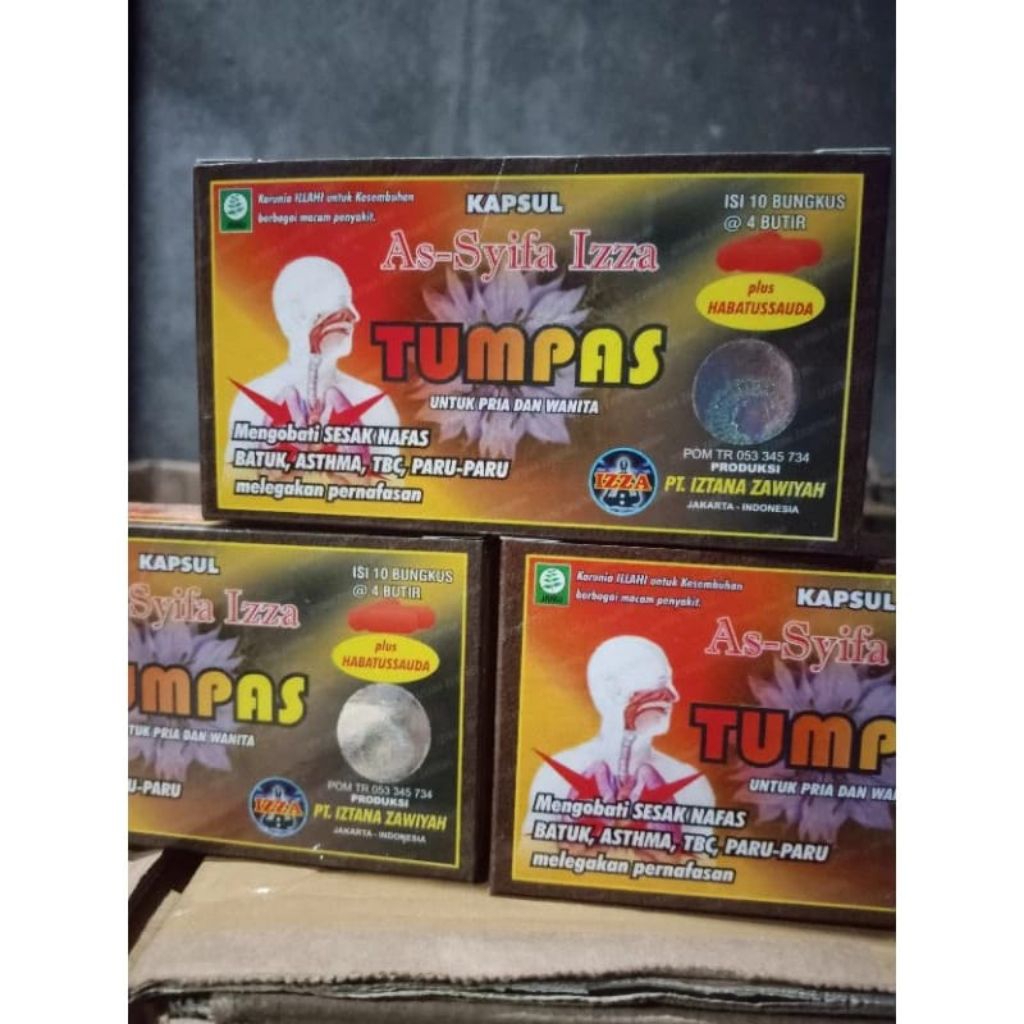 Karunia ILLAHI untuk Kesembuhan
berbagai macam penyakit.
KAPSUL
As-Syifa Izza
ISI 10 BUNGKUS
@ 4 BUTIR
plus
HABATUSSAUDA
TUMPAS
UNTUK PRIA DAN WANITA
Mengobati SESAK NAFAS
BATUK, ASTHMA, TBC, PARU-PARU
melegakan pernafasan
IZZA
POM TR 053 345 734
PRODUKSI
PT. IZTANA ZAWIYAH
JAKARTA - INDONESIA
KAPSUL
Syifa Izza
ISI 10 BUNGKUS
@ 4 BUTIR
plus
HABATUSSAUDA
UMPAS
TUK PRIA DAN WANITA
U-PARU
IZZA
POM TR 053 345 734
PRODUKSI
PT. IZTANA ZAWIYAH
JAKARTA - INDONESIA
JAMU
Karunia ILLAHI untuk Kesembuhan
berbagai macam penyakit.
KAPSUL
As-Syifa
TUMP
UNTUK PRIA DAN WA
Mengobati SESAK NAFAS
BATUK, ASTHMA, TBC, PARU-PARU
melegakan pernafasan